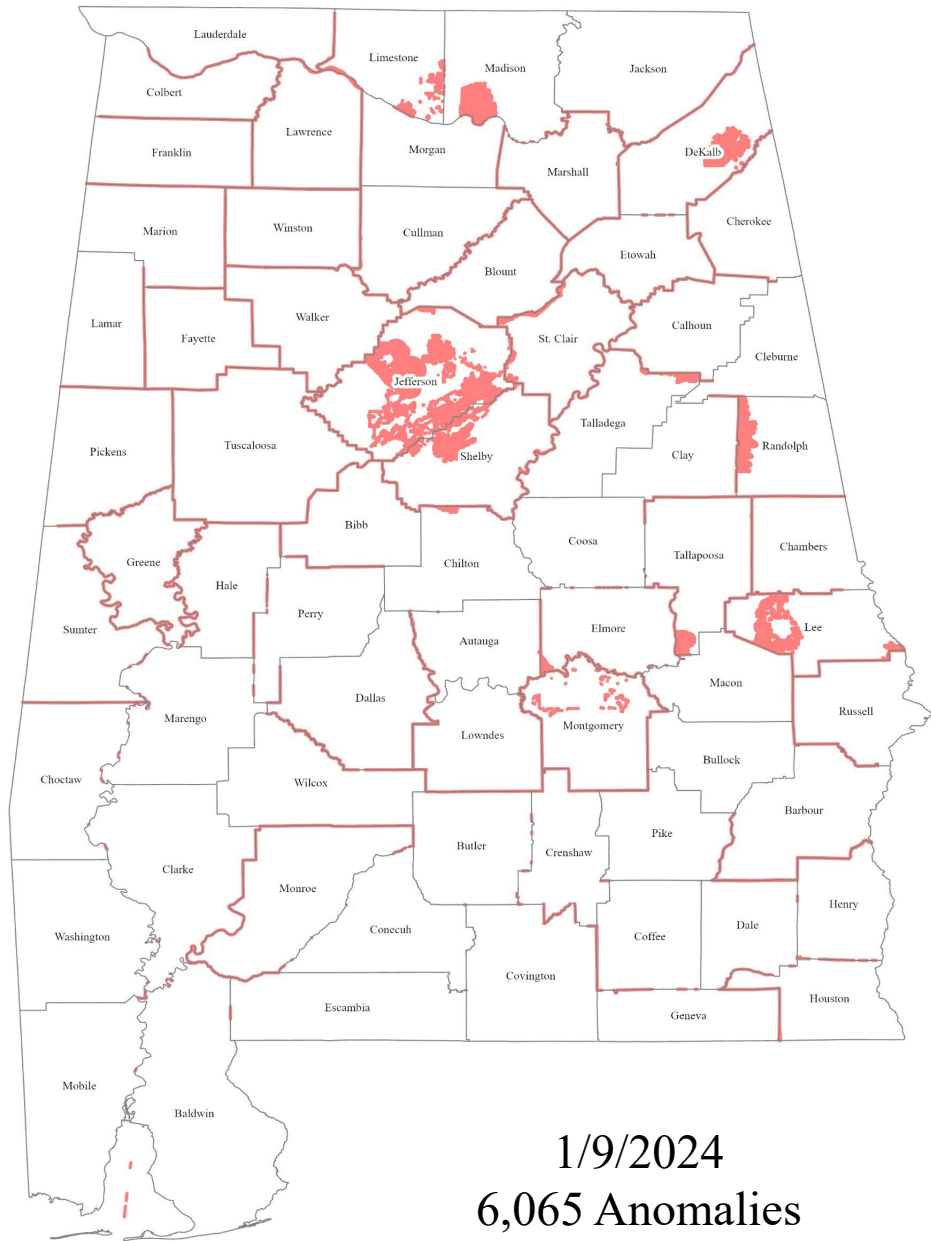 Lauderdale
Limestone
Madison
Jackson
Colbert
Lawrence
Franklin
Morgan
DeKalb
Marshall
Cherokee
Marion
Winston
Cullman
Etowah
Blount
Lamar
Walker
Calhoun
Fayette
St. Clair
Cleburne
Jefferson
Talladega
Pickens
Tuscaloosa
Shelby
Clay
Randolph
Bibb
Coosa
Tallapoosa
Chambers
Greene
Chilton
Hale
Perry
Sumter
Autauga
Elmore
Lee
Macon
Dallas
Marengo
Lowndes
Montgomery
Russell
Bullock
Choctaw
Wilcox
Barbour
Pike
Butler
Crenshaw
Clarke
Monroe
Henry
Conecuh
Washington
Coffee
Dale
Covington
Escambia
Geneva
Houston
Mobile
Baldwin
1/9/2024
6,065 Anomalies